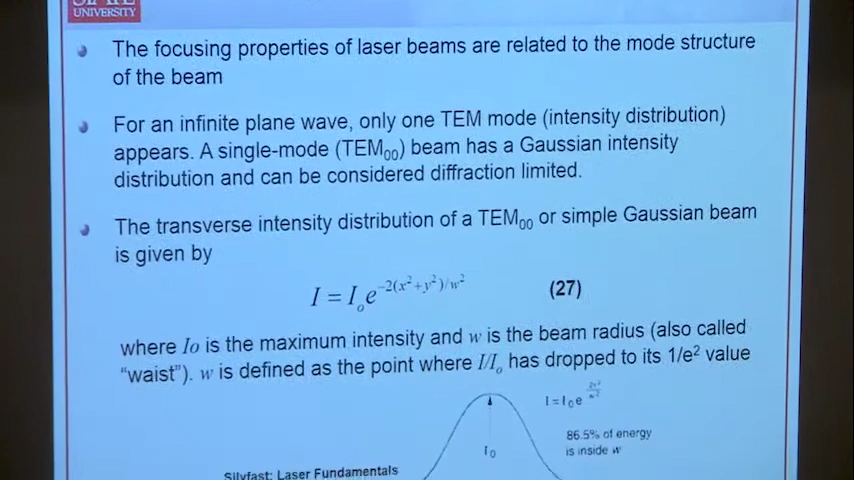 UNIVERSITY
The focusing properties of laser beams are related to the mode structure
of the beam
For an infinite plane wave, only one TEM mode (intensity distribution)
appears. A single-mode (TEM₀₀) beam has a Gaussian intensity
distribution and can be considered diffraction limited.
The transverse intensity distribution of a TEM₀₀ or simple Gaussian beam
is given by
I = Iₒe^{-2(x²+y²)/w²} (27)
where Io is the maximum intensity and w is the beam radius (also called
“waist”). w is defined as the point where I/Iₒ has dropped to its 1/e² value
I=I₀e
86.5% of energy
is inside w
I₀
Silvfast: Laser Fundamentals